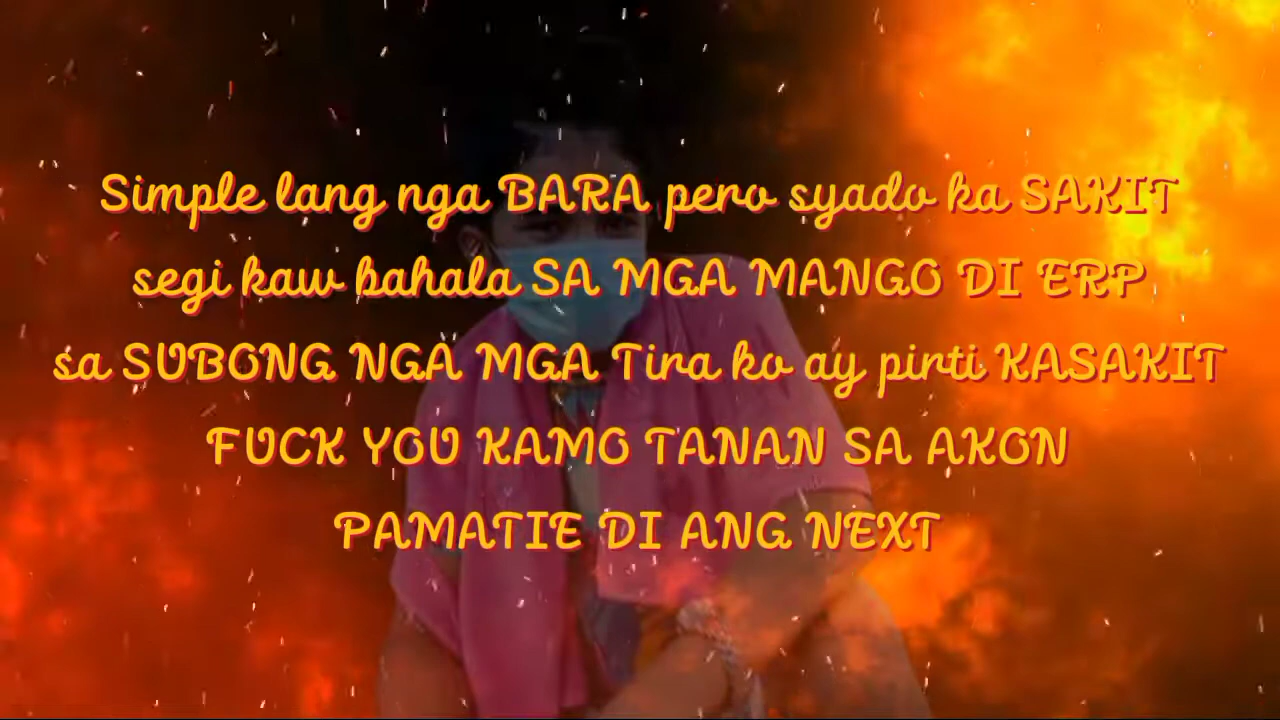 Simple lang nga BARA pero syado ka SAKIT
segi kaw bahala SA MGA MANGO DI ERP
sa SUBONG NGA MGA Tira ko ay pirti KASAKIT
FUCK YOU KAMO TANAN SA AKON
PAMATIE DI ANG NEXT